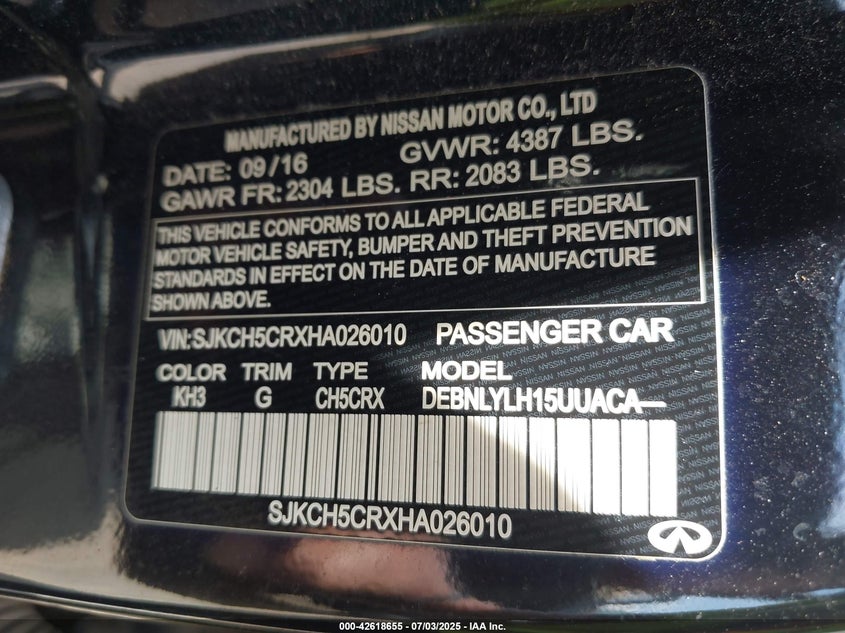 MANUFACTURED BY NISSAN MOTOR CO., LTD
DATE: 09/16 GVWR: 4387 LBS.
GAWR FR: 2304 LBS. RR: 2083 LBS.
THIS VEHICLE CONFORMS TO ALL APPLICABLE FEDERAL
MOTOR VEHICLE SAFETY, BUMPER AND THEFT PREVENTION
STANDARDS IN EFFECT ON THE DATE OF MANUFACTURE
SHOWN ABOVE.
VIN:SJKCH5CRXHA026010 PASSENGER CAR
COLOR TRIM TYPE MODEL
KH3 G CH5CRX DEBNLYLH15UUACA—
SJKCH5CRXHA026010
000-42618655 - 07/03/2025 - IAA Inc.